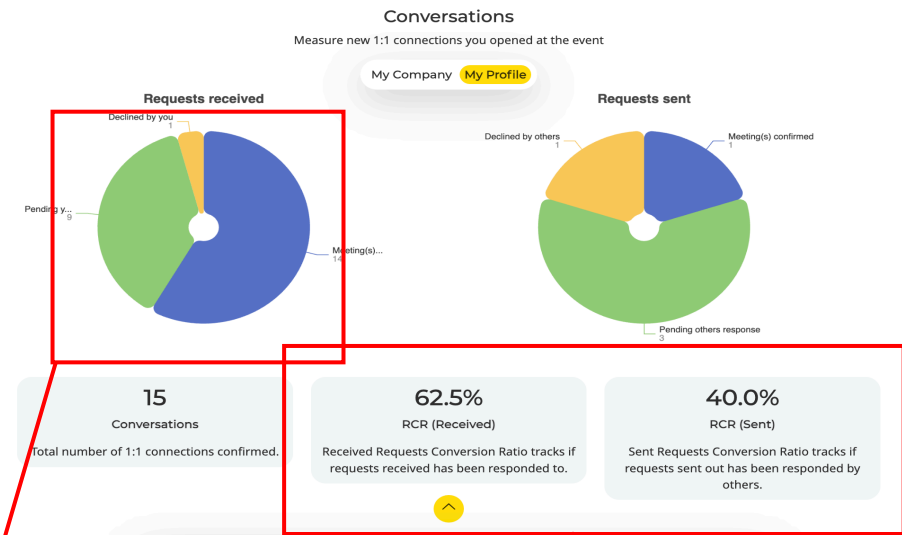 Conversations
Measure new 1:1 connections you opened at the event
My Company My Profile
Requests received
Declined by you
1
Pending y...
9
Meeting(s)...
14
Requests sent
Declined by others
1
Meeting(s) confirmed
1
Pending others response
3
15
Conversations
Total number of 1:1 connections confirmed.
62.5%
RCR (Received)
Received Requests Conversion Ratio tracks if
requests received has been responded to.
40.0%
RCR (Sent)
Sent Requests Conversion Ratio tracks if
requests sent out has been responded by
others.